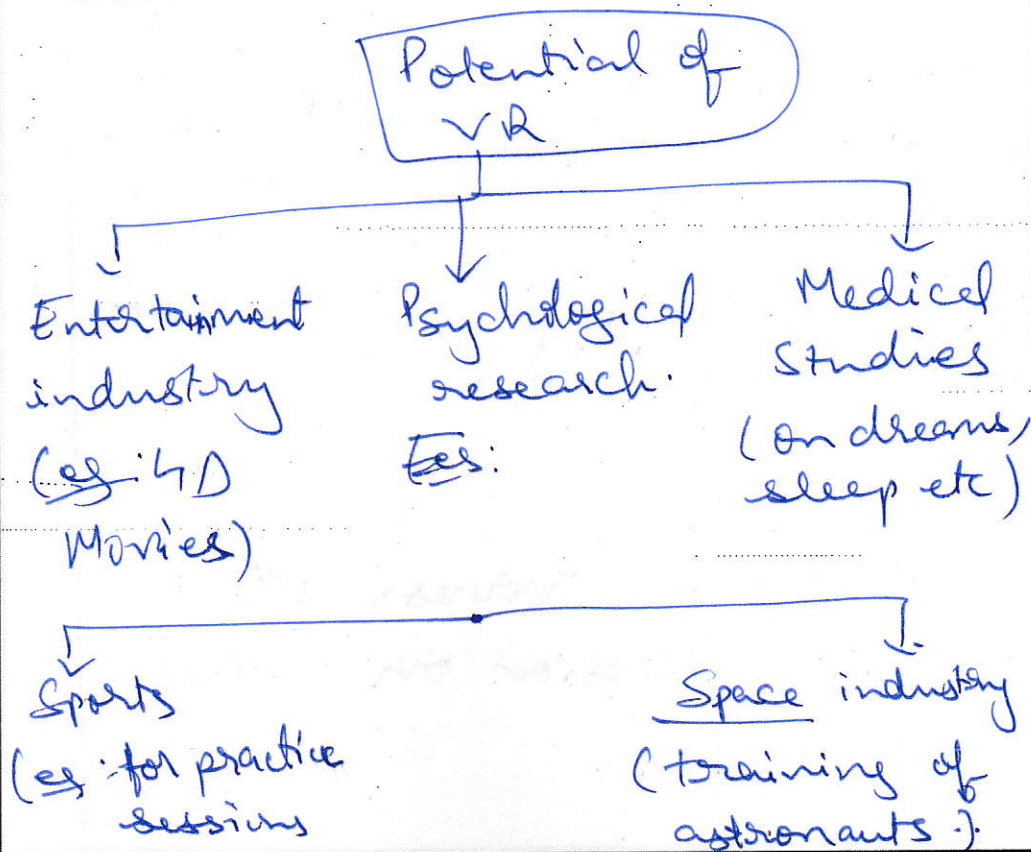 Potential of
VR
Entertainment
industry
(eg: 4D
Movies)
Psychological
research.
Medical
Studies
(on dreams,
sleep etc)
Sports
(eg: for practice
sessions
Space industry
(training of
astronauts.).